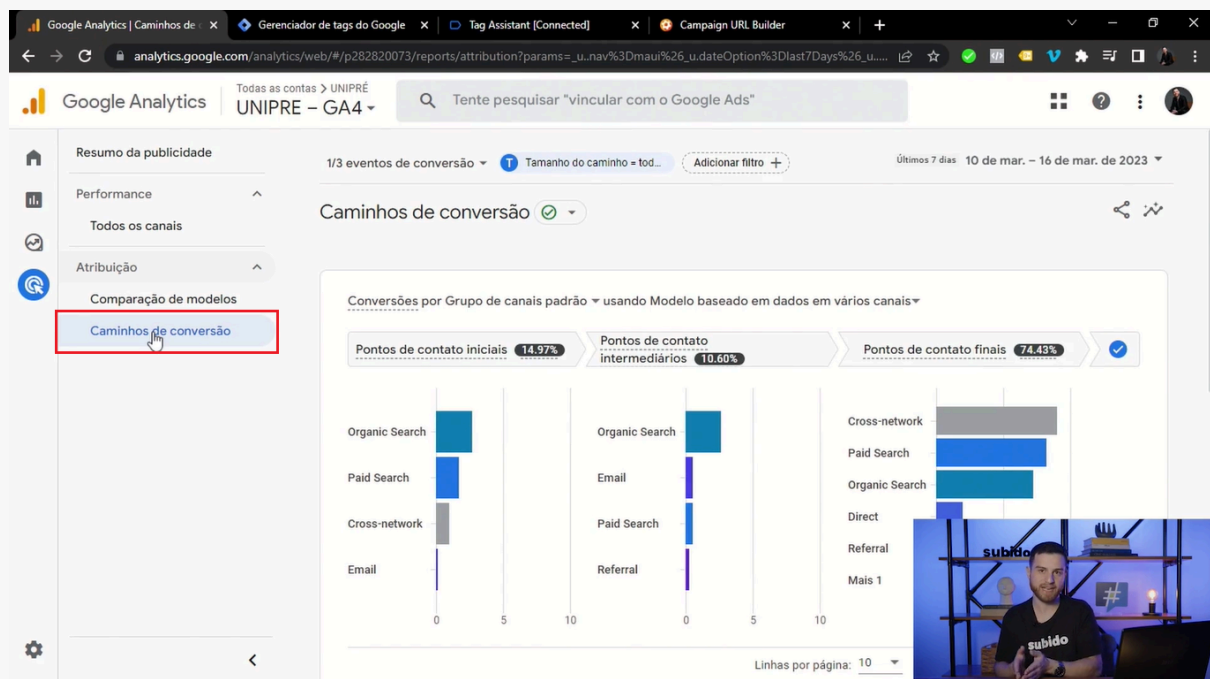 Google Analytics | Caminhos de c
Gerenciador de tags do Google
Tag Assistant [Connected]
Campaign URL Builder
analytics.google.com/analytics/web/#/p282820073/reports/attribution?params=_u..nav%3Dmaui%26_u.dateOption%3Dlast7Days%26_u.....
Google Analytics
Todas as contas > UNIPRÉ
UNIPRE – GA4
Tente pesquisar "vincular com o Google Ads"
Resumo da publicidade
Performance
Todos os canais
Atribuição
Comparação de modelos
Caminhos de conversão
1/3 eventos de conversão
T Tamanho do caminho = tod...
Adicionar filtro +
Últimos 7 dias 10 de mar. – 16 de mar. de 2023
Caminhos de conversão
Conversões por Grupo de canais padrão usando Modelo baseado em dados em vários canais
Pontos de contato iniciais 14.97%
Pontos de contato
intermediários 10.60%
Pontos de contato finais 74.43%
Organic Search
Paid Search
Cross-network
Email
0 5 10
Organic Search
Email
Paid Search
Referral
0 5 10
Cross-network
Paid Search
Organic Search
Direct
Referral
Mais 1
Linhas por página: 10
subido
#
subido